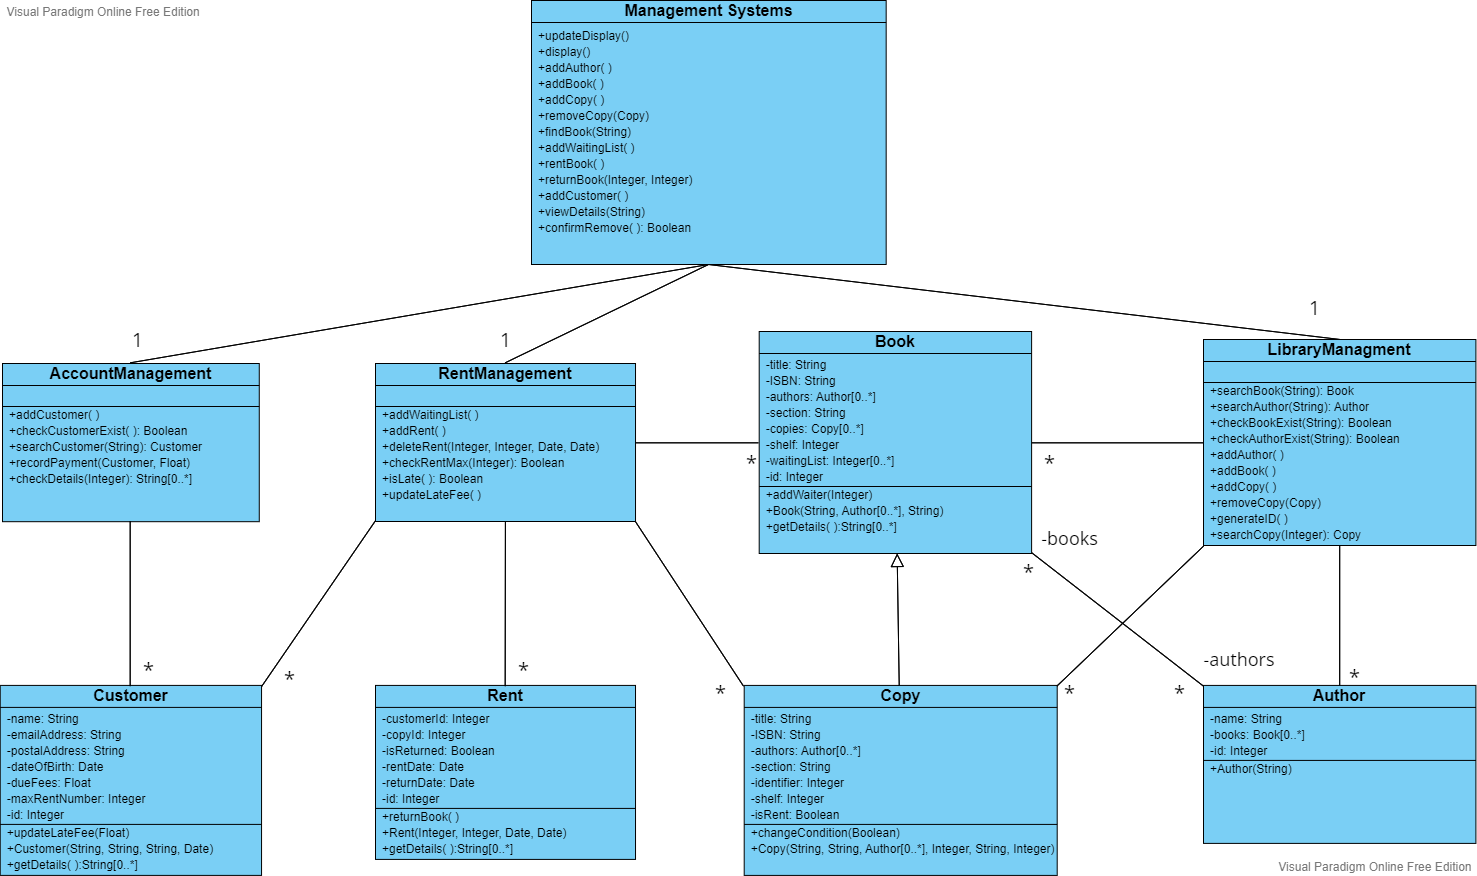 Visual Paradigm Online Free Edition
Management Systems
+updateDisplay()
+display()
+addAuthor( )
+addBook( )
+addCopy( )
+removeCopy(Copy)
+findBook(String)
+addWaitingList( )
+rentBook( )
+returnBook(Integer, Integer)
+addCustomer( )
+viewDetails(String)
+confirmRemove( ): Boolean
1
1
1
AccountManagement
+addCustomer( )
+checkCustomerExist( ): Boolean
+searchCustomer(String): Customer
+recordPayment(Customer, Float)
+checkDetails(Integer): String[0..*]
RentManagement
+addWaitingList( )
+addRent( )
+deleteRent(Integer, Integer, Date, Date)
+checkRentMax(Integer): Boolean
+isLate( ): Boolean
+updateLateFee( )
*
Book
-title: String
-ISBN: String
-authors: Author[0..*]
-section: String
-copies: Copy[0..*]
-shelf: Integer
-waitingList: Integer[0..*]
-id: Integer
+addWaiter(Integer)
+Book(String, Author[0..*], String)
+getDetails( ):String[0..*]
*
LibraryManagment
+searchBook(String): Book
+searchAuthor(String): Author
+checkBookExist(String): Boolean
+checkAuthorExist(String): Boolean
+addAuthor( )
+addBook( )
+addCopy( )
+removeCopy(Copy)
+generateID( )
+searchCopy(Integer): Copy
-books
*
-authors
*
*
*
*
*
*
*
Customer
-name: String
-emailAddress: String
-postalAddress: String
-dateOfBirth: Date
-dueFees: Float
-maxRentNumber: Integer
-id: Integer
+updateLateFee(Float)
+Customer(String, String, String, Date)
+getDetails( ):String[0..*]
Rent
-customerId: Integer
-copyId: Integer
-isReturned: Boolean
-rentDate: Date
-returnDate: Date
-id: Integer
+returnBook( )
+Rent(Integer, Integer, Date, Date)
+getDetails( ):String[0..*]
Copy
-title: String
-ISBN: String
-authors: Author[0..*]
-section: String
-identifier: Integer
-shelf: Integer
-isRent: Boolean
+changeCondition(Boolean)
+Copy(String, String, Author[0..*], Integer, String, Integer)
Author
-name: String
-books: Book[0..*]
-id: Integer
+Author(String)
Visual Paradigm Online Free Edition